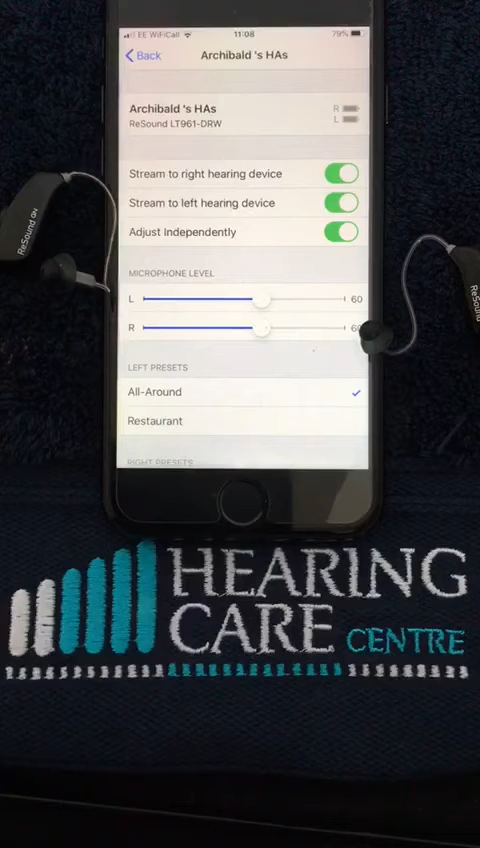 EE WiFiCall 11:08 79%
Back Archibald 's HAs
Archibald 's HAs R
ReSound LT961-DRW L
Stream to right hearing device
Stream to left hearing device
Adjust Independently
MICROPHONE LEVEL
L 60
R 60
LEFT PRESETS
All-Around
Restaurant
RIGHT PRESETS
ReSound
ReSound
HEARING
CARE CENTRE